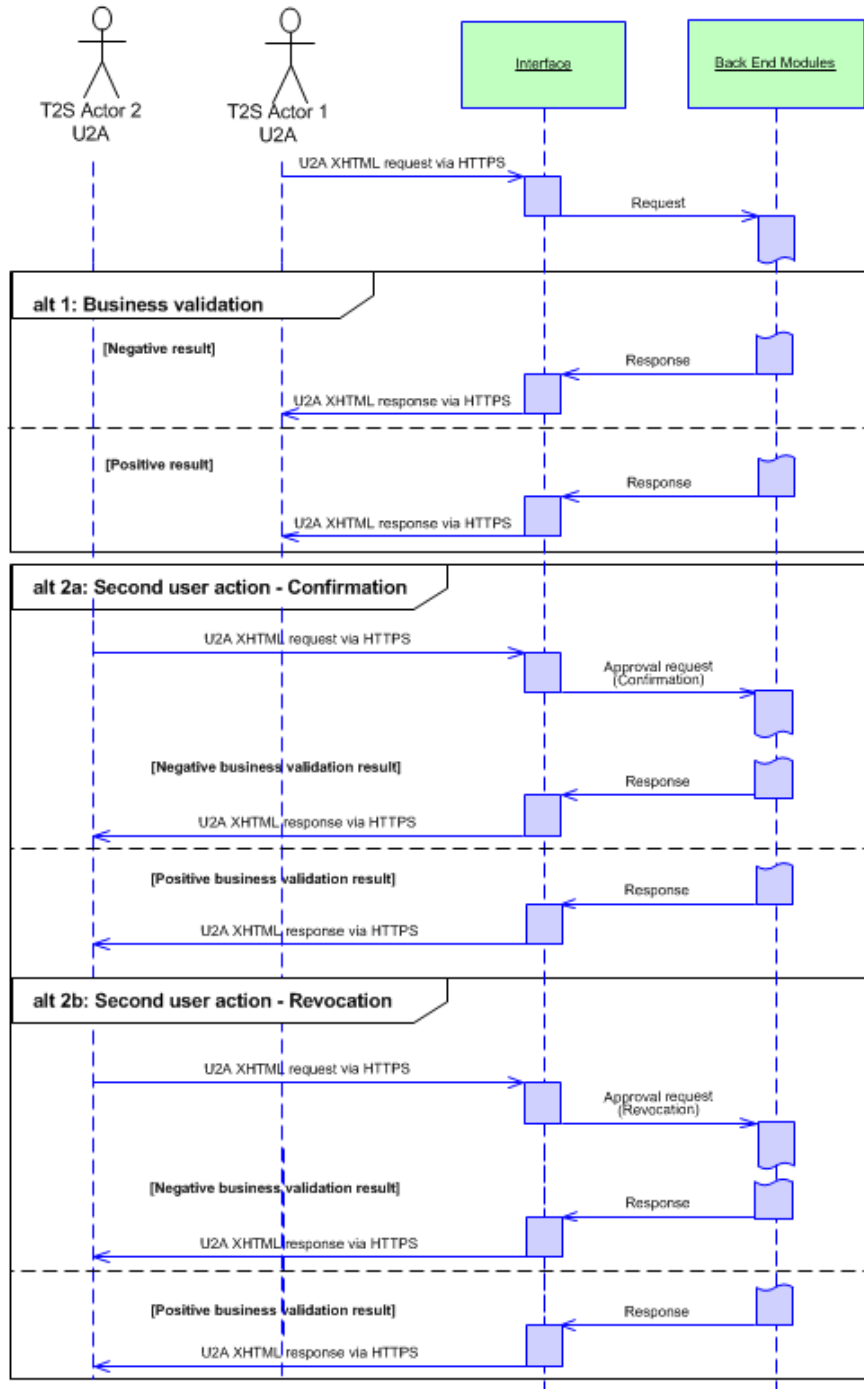 T2S Actor 2
U2A
T2S Actor 1
U2A
Interface
Back End Modules
U2A XHTML request via HTTPS
Request
alt 1: Business validation
[Negative result]
Response
U2A XHTML response via HTTPS
[Positive result]
Response
U2A XHTML response via HTTPS
alt 2a: Second user action - Confirmation
U2A XHTML request via HTTPS
Approval request
(Confirmation)
[Negative business validation result]
Response
U2A XHTML response via HTTPS
[Positive business validation result]
Response
U2A XHTML response via HTTPS
alt 2b: Second user action - Revocation
U2A XHTML request via HTTPS
Approval request
(Revocation)
[Negative business validation result]
Response
U2A XHTML response via HTTPS
[Positive business validation result]
Response
U2A XHTML response via HTTPS